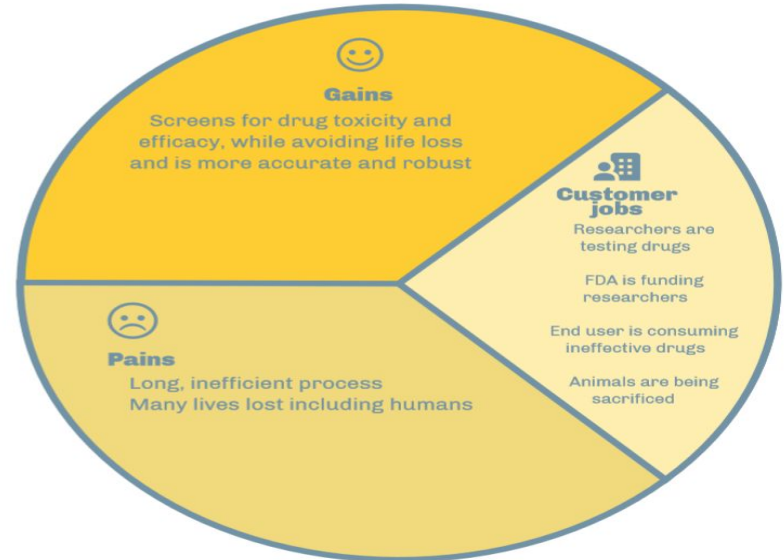 Gains
Screens for drug toxicity and
efficacy, while avoiding life loss
and is more accurate and robust
Customer
jobs
Researchers are
testing drugs
FDA is funding
researchers
End user is consuming
ineffective drugs
Animals are being
sacrificed
Pains
Long, inefficient process
Many lives lost including humans